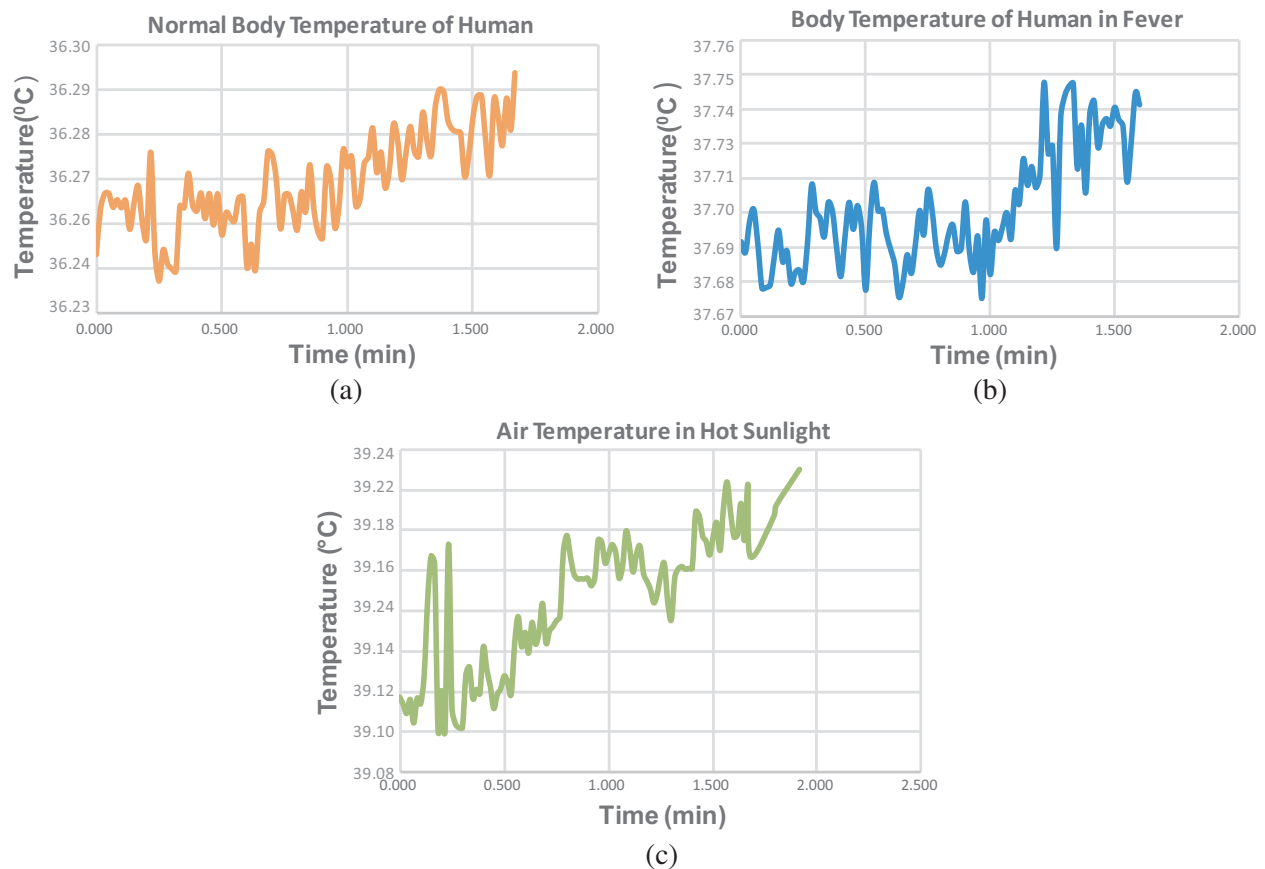 Normal Body Temperature of Human
36.30
36.29
36.28
36.27
36.26
36.24
36.23
Temperature(⁰C )
0.000 0.500 1.000 1.500 2.000
Time (min)
(a)
Body Temperature of Human in Fever
37.76
37.75
37.74
37.73
37.71
37.70
37.69
37.68
37.67
Temperature(⁰C )
0.000 0.500 1.000 1.500 2.000
Time (min)
(b)
Air Temperature in Hot Sunlight
39.24
39.22
39.18
39.16
39.24
39.14
39.12
39.10
39.08
Temperature (°C)
0.000 0.500 1.000 1.500 2.000 2.500
Time (min)
(c)